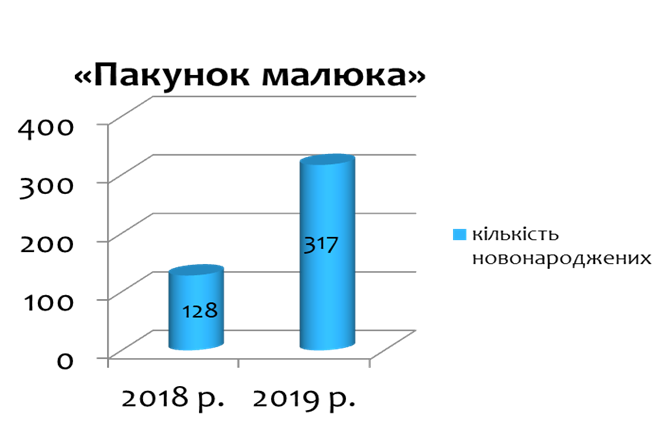 «Пакунок малюка»
400
300
200
100
0
317
128
2018 р.
2019 р.
кількість
новонароджених